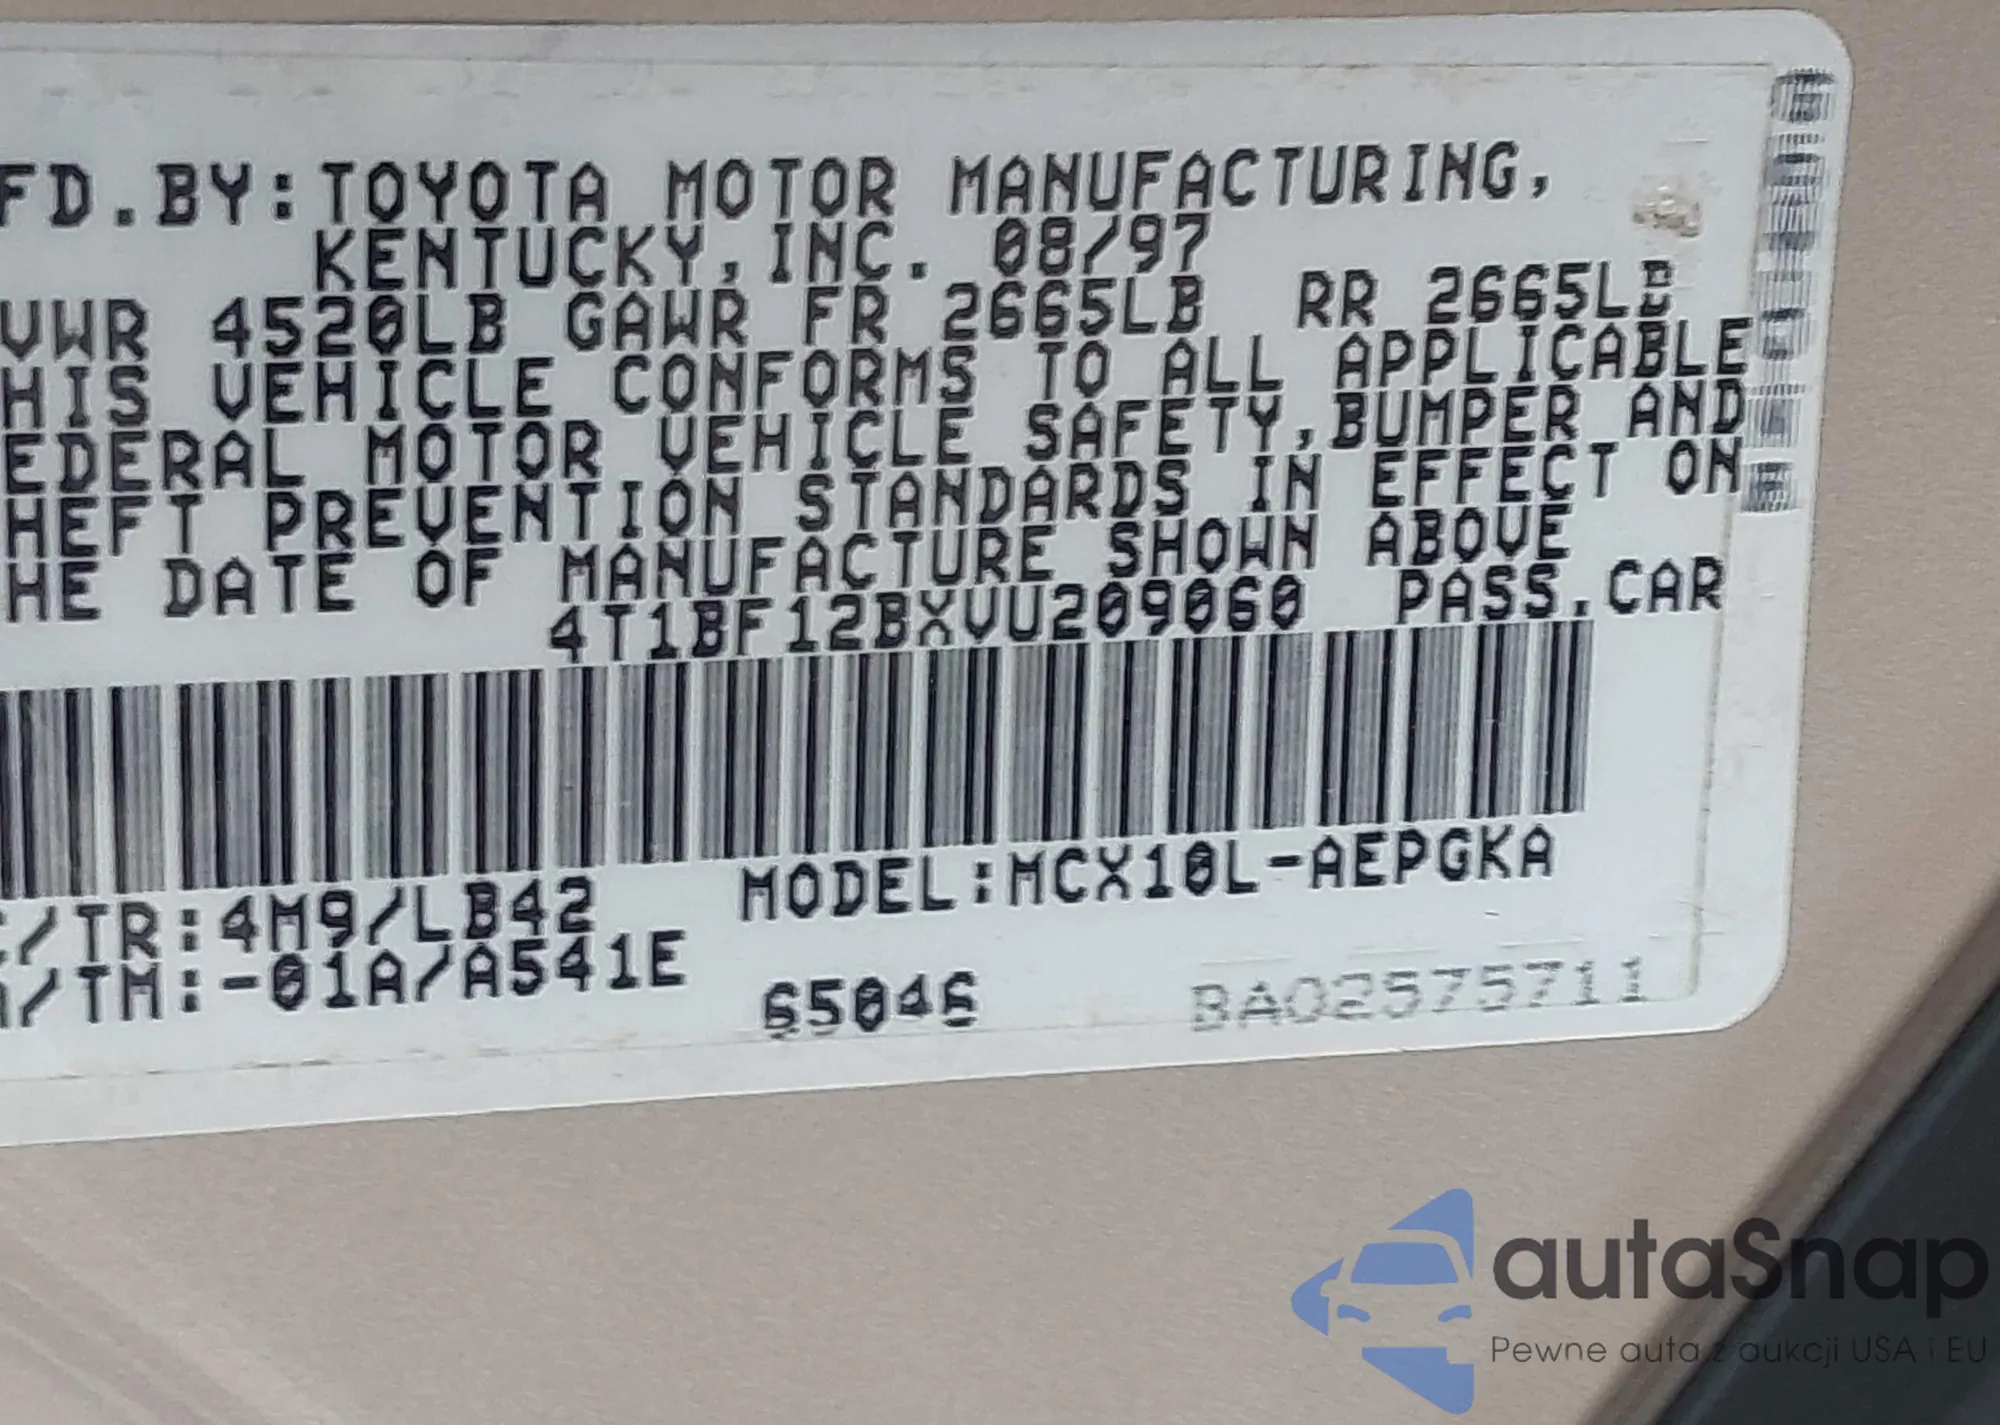 FD.BY:TOYOTA MOTOR MANUFACTURING,
KENTUCKY,INC. 08/97
VWR 4520LB GAWR FR 2665LB RR 2665LB
HIS VEHICLE CONFORMS TO ALL APPLICABLE
EDERAL MOTOR VEHICLE SAFETY,BUMPER AND
HEFT PREVENTION STANDARDS IN EFFECT ON
HE DATE OF MANUFACTURE SHOWN ABOVE
4T1BF12BXVU209060 PASS.CAR
/TR:4M9/LB42 MODEL:MCX10L-AEPGKA
/TM:-01A/A541E 65046 BA02575711
autaSnap
Pewne auta z aukcji USA i EU